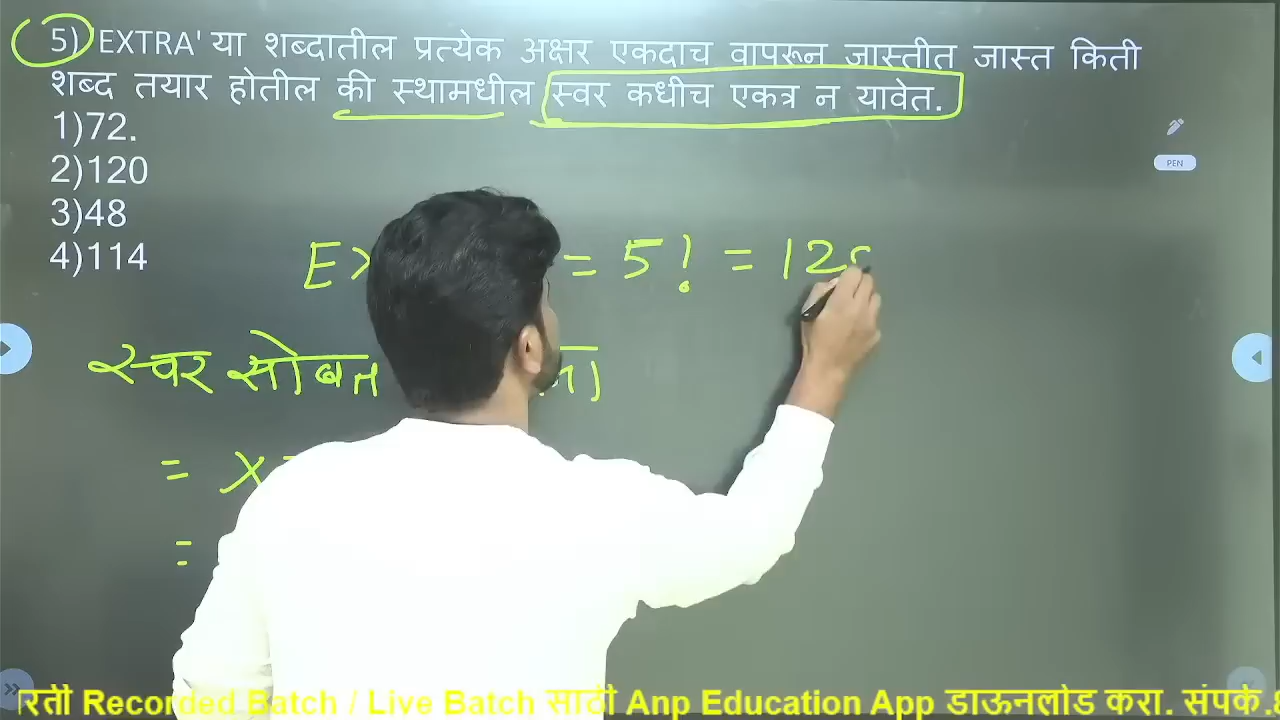 5) EXTRA' या शब्दातील प्रत्येक अक्षर एकदाच वापरून जास्तीत जास्त किती
शब्द तयार होतील की स्थामधील स्वर कधीच एकत्र न यावेत.
1)72.
2)120
3)48
4)114
PEN
= 5! = 120
स्वर सोबत
= X
=
रती Recorded Batch / Live Batch साठी Anp Education App डाऊनलोड करा. संपर्क.